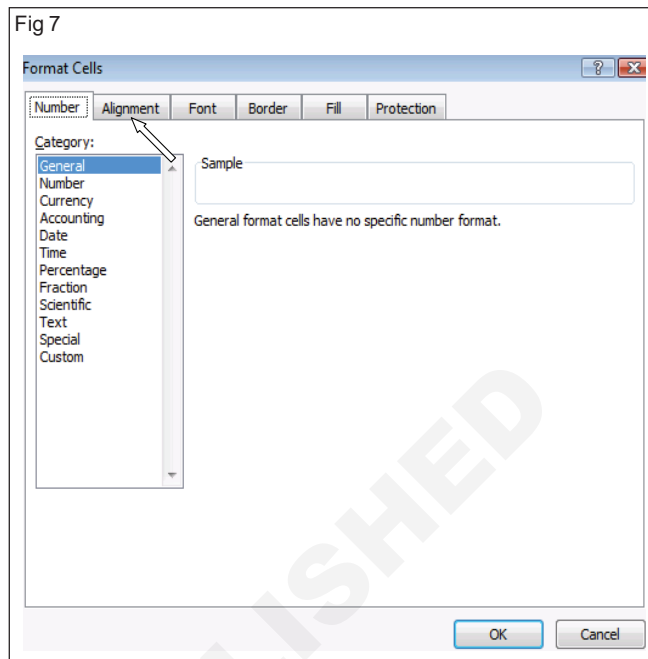 Fig 7
Format Cells
Number Alignment Font Border Fill Protection
Category:
General
Number
Currency
Accounting
Date
Time
Percentage
Fraction
Scientific
Text
Special
Custom
Sample
General format cells have no specific number format.
OK Cancel
LISHED